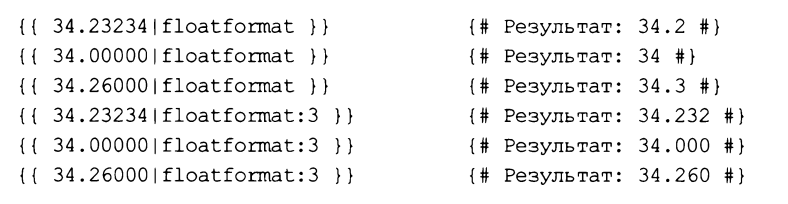 {{ 34.23234|floatformat }} {# Результат: 34.2 #}
{{ 34.00000|floatformat }} {# Результат: 34 #}
{{ 34.26000|floatformat }} {# Результат: 34.3 #}
{{ 34.23234|floatformat:3 }} {# Результат: 34.232 #}
{{ 34.00000|floatformat:3 }} {# Результат: 34.000 #}
{{ 34.26000|floatformat:3 }} {# Результат: 34.260 #}